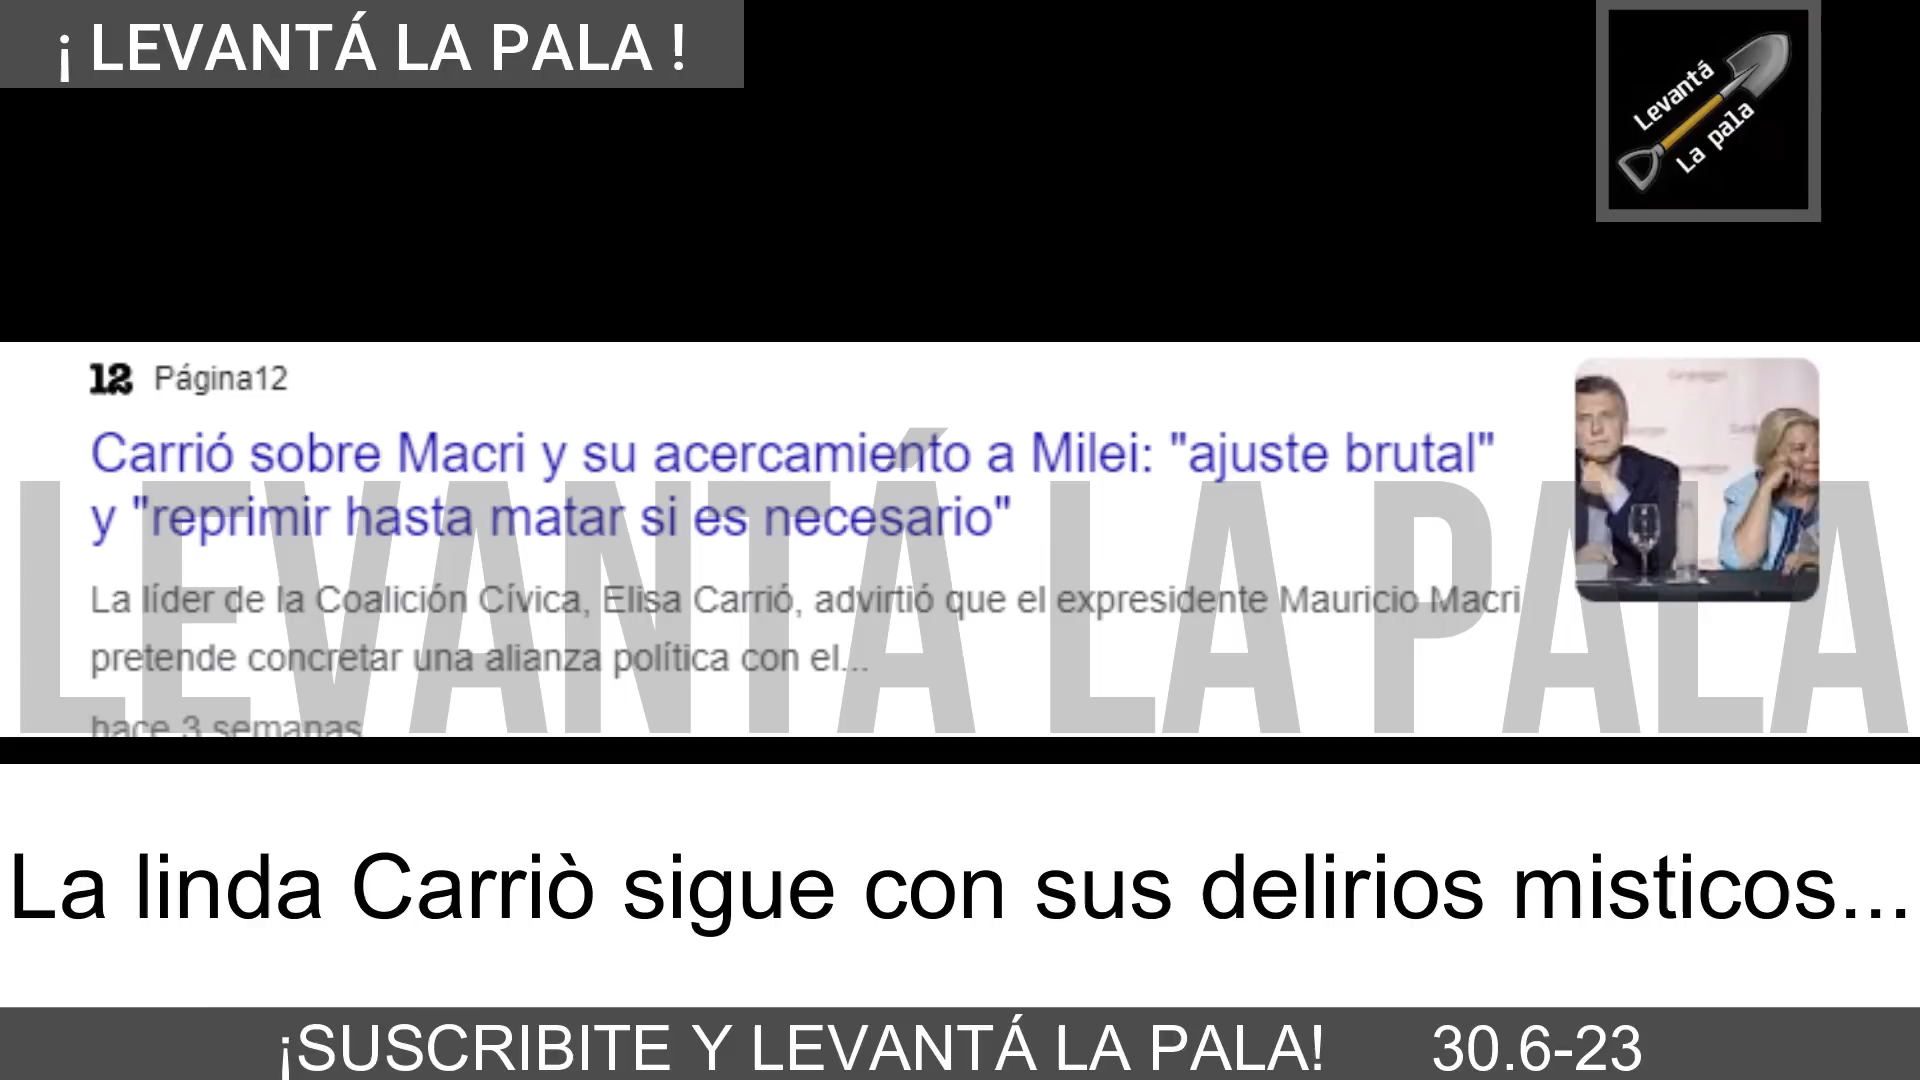 ¡ LEVANTÁ LA PALA !
Levantá
La pala
12 Página12
Carrió sobre Macri y su acercamiento a Milei: "ajuste brutal"
y "reprimir hasta matar si es necesario"
La líder de la Coalición Cívica, Elisa Carrió, advirtió que el expresidente Mauricio Macri
pretende concretar una alianza política con el...
hace 3 semanas
LEVANTÁ LA PALA
La linda Carriò sigue con sus delirios misticos...
¡SUSCRIBITE Y LEVANTÁ LA PALA! 30.6-23